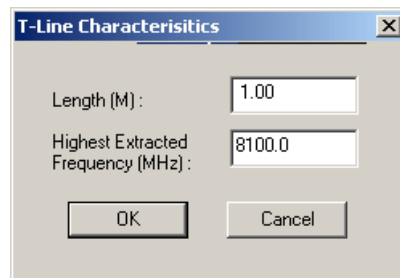 T-Line Characterisitics
Length (M) :
1.00
Highest Extracted
Frequency (MHz) :
8100.0
OK
Cancel